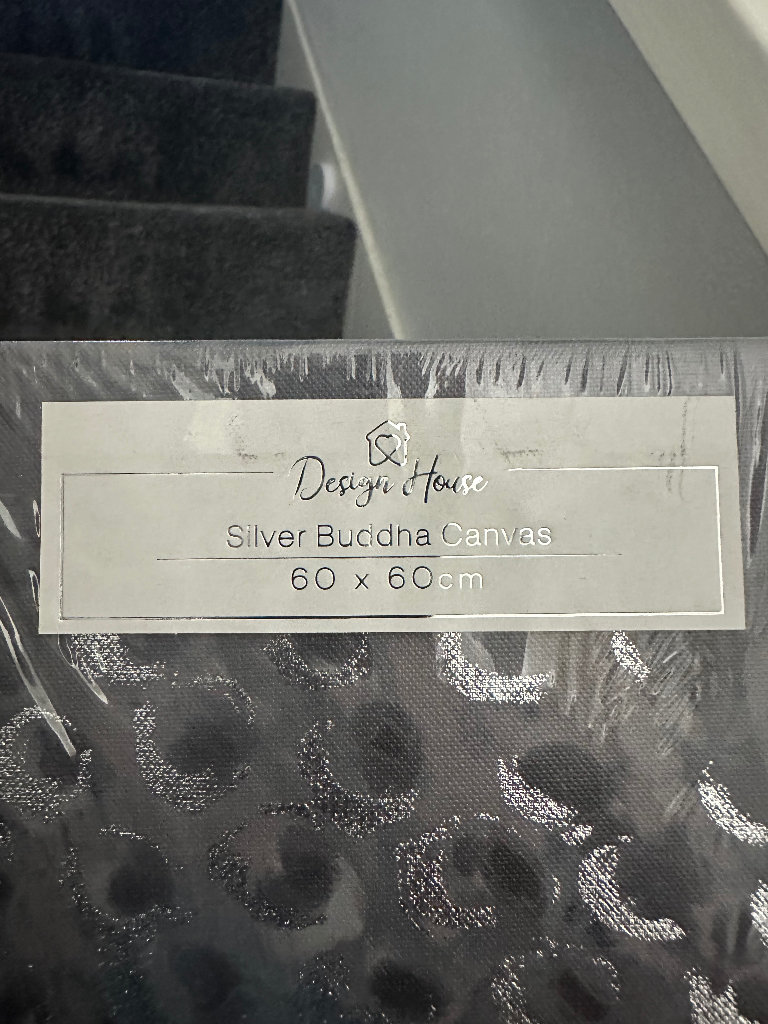 Design House
Silver Buddha Canvas
60 x 60cm